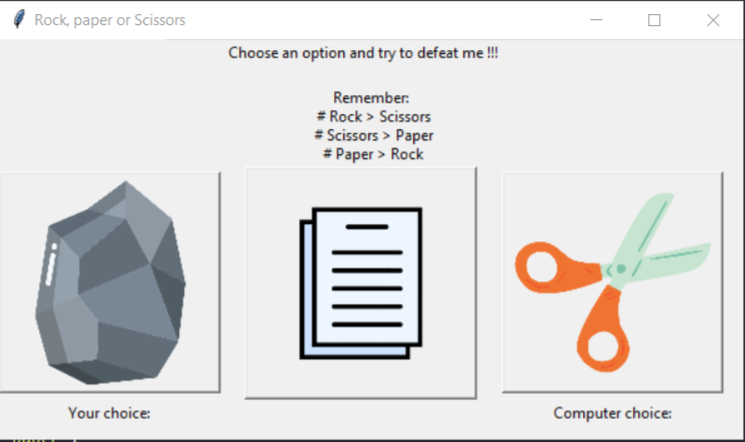 Rock, paper or Scissors
Choose an option and try to defeat me !!!
Remember:
# Rock > Scissors
# Scissors > Paper
# Paper > Rock
Your choice:
Computer choice: